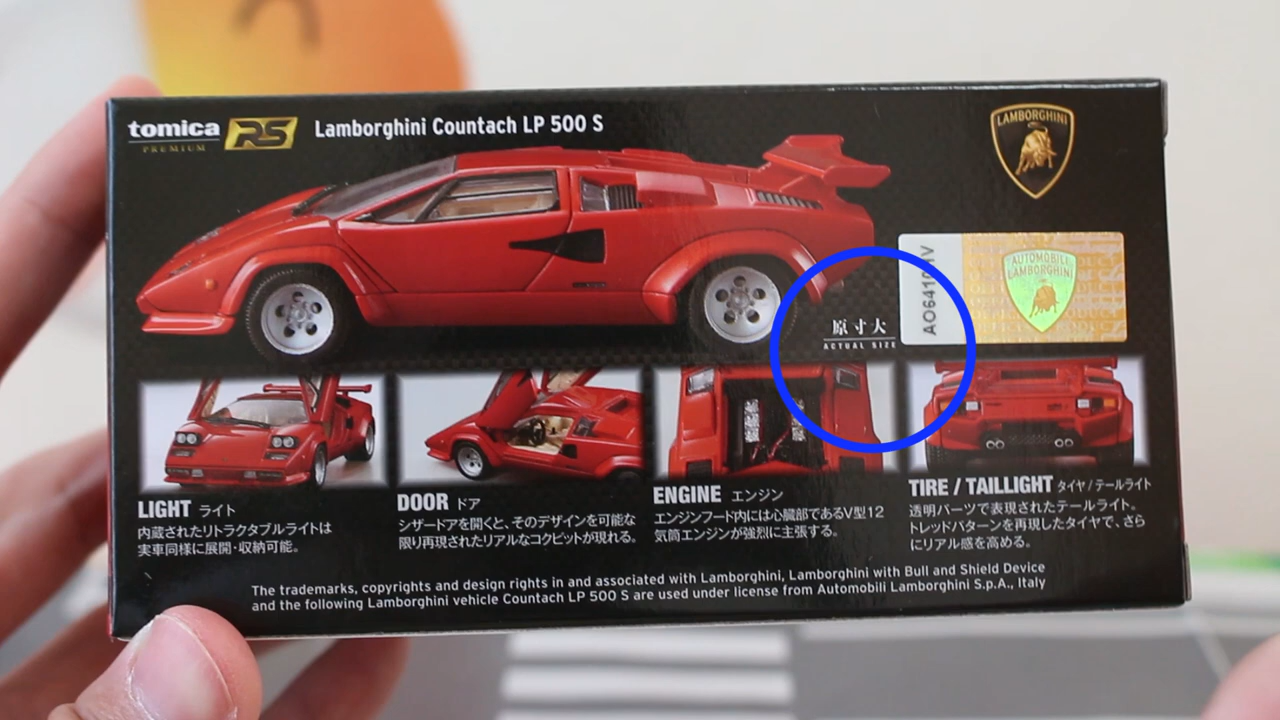 tomica
PREMIUM
RS
Lamborghini Countach LP 500 S
LAMBORGHINI
AUTOMOBILI
LAMBORGHINI
原寸大
ACTUAL SIZE
LIGHT ライト
内蔵されたリトラクタブルライトは
実車同様に展開・収納可能。
DOOR ドア
シザードアを開くと、そのデザインを可能な
限り再現されたリアルなコクピットが現れる。
ENGINE エンジン
エンジンフード内には心臓部であるV型12
気筒エンジンが強烈に主張する。
TIRE / TAILLIGHT タイヤ/テールライト
透明パーツで表現されたテールライト。
トレッドパターンを再現したタイヤで、さら
にリアル感を高める。
The trademarks, copyrights and design rights in and associated with Lamborghini, Lamborghini with Bull and Shield Device
and the following Lamborghini vehicle Countach LP 500 S are used under license from Automobili Lamborghini S.p.A., Italy